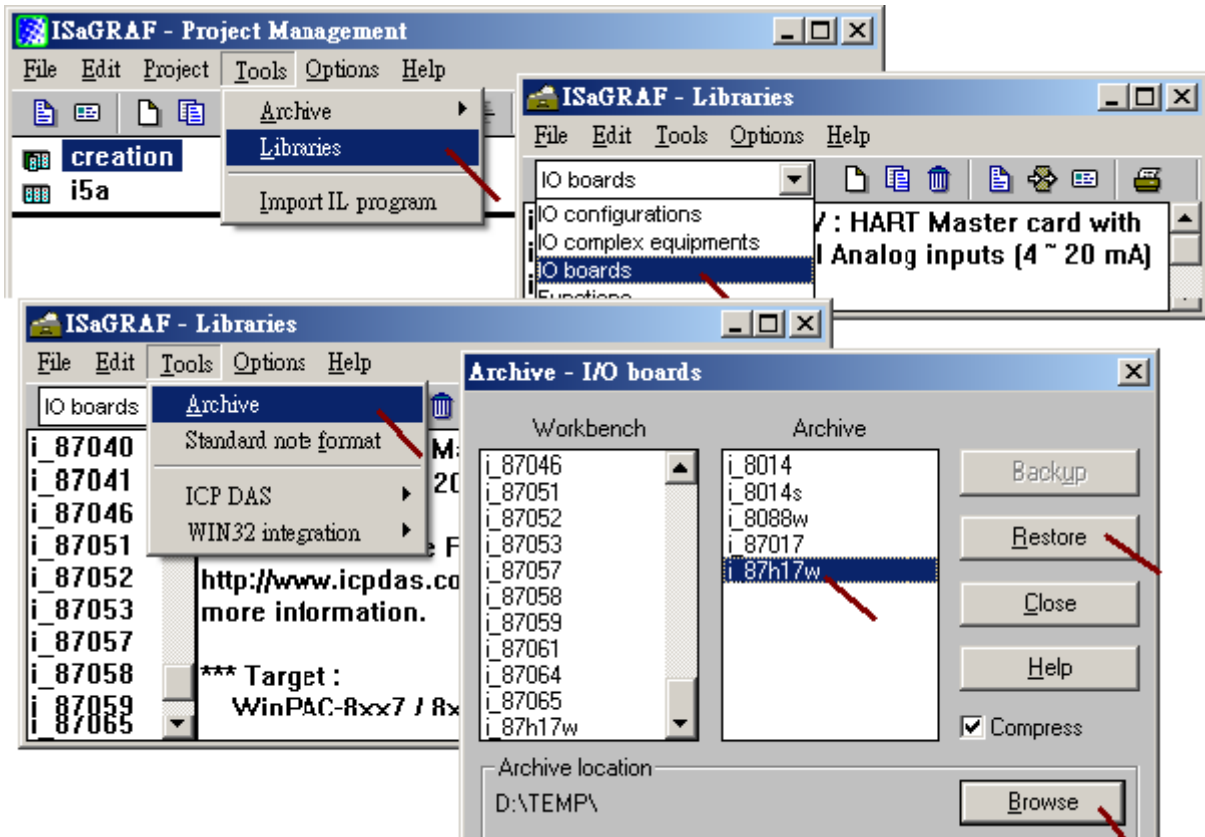 ISaGRAF - Project Management
File Edit Project Tools Options Help
Archive
Libraries
Import IL program
creation
i5a
ISaGRAF - Libraries
File Edit Tools Options Help
IO boards
IO configurations
IO complex equipments
IO boards
Functions
: HART Master card with
Analog inputs (4 ~ 20 mA)
ISaGRAF - Libraries
File Edit Tools Options Help
IO boards
Archive
Standard note format
ICP DAS
WIN32 integration
i_87040
i_87041
i_87046
i_87051
i_87052
i_87053
i_87057
i_87058
i_87059
i_87065
http://www.icpdas.co
more information.
*** Target :
WinPAC-8xx7 / 8x
Archive - I/O boards
Workbench
i_87046
i_87051
i_87052
i_87053
i_87057
i_87058
i_87059
i_87061
i_87064
i_87065
i_87h17w
Archive
i_8014
i_8014s
i_8088w
i_87017
i_87h17w
Backup
Restore
Close
Help
Compress
Archive location
D:\TEMP\
Browse